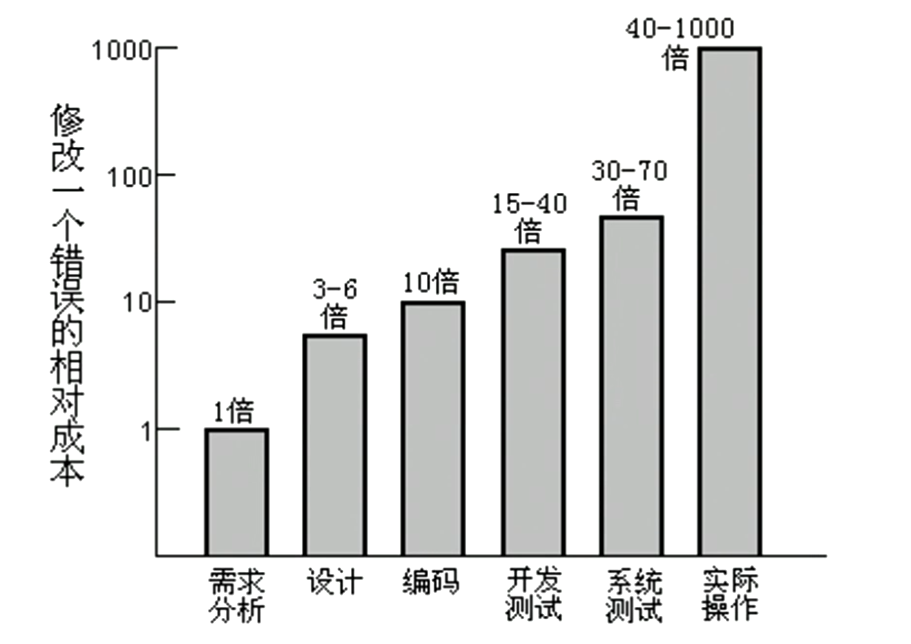 修改一个错误的相对成本
1000
100
10
1
1倍
3-6
倍
10倍
15-40
倍
30-70
倍
40-1000
倍
需求
分析
设计
编码
开发
测试
系统
测试
实际
操作